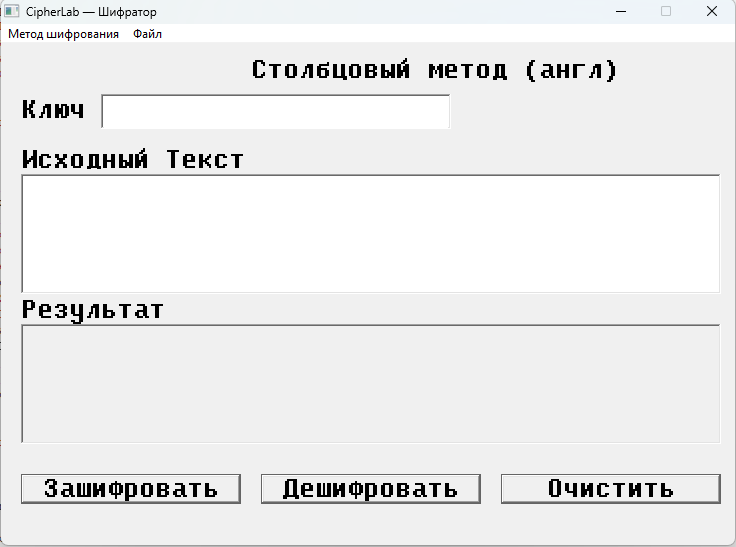 CipherLab — Шифратор
Метод шифрования Файл
Столбцовый метод (англ)
Ключ
Исходный Текст
Результат
Зашифровать Дешифровать Очистить